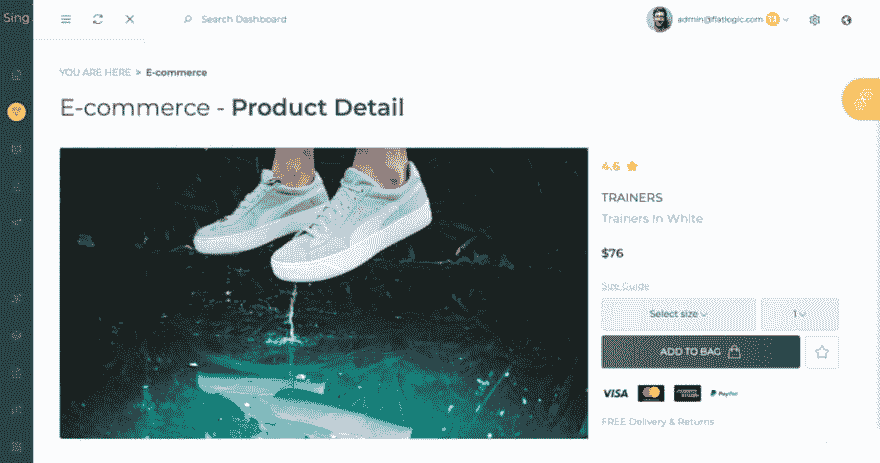 Sing
Search Dashboard
admin@flatlogic.com
YOU ARE HERE > E-commerce
E-commerce - Product Detail
4.6
TRAINERS
Trainers In White
$76
Size Guide
Select size
1
ADD TO BAG
VISA
PayPal
FREE Delivery & Returns